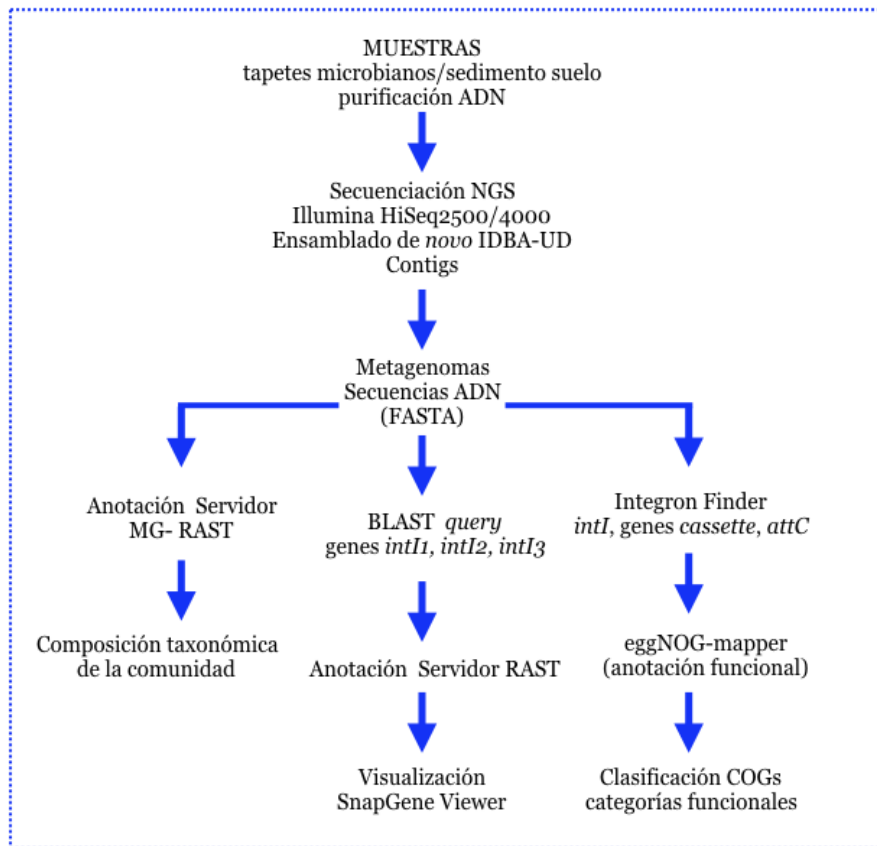 MUESTRAS
tapetes microbianos/sedimento suelo
purificación ADN
Secuenciación NGS
Illumina HiSeq2500/4000
Ensamblado de novo IDBA-UD
Contigs
Metagenomas
Secuencias ADN
(FASTA)
Anotación Servidor
MG- RAST
Composición taxonómica
de la comunidad
BLAST query
genes intI1, intI2, intI3
Anotación Servidor RAST
Visualización
SnapGene Viewer
Integron Finder
intI, genes cassette, attC
eggNOG-mapper
(anotación funcional)
Clasificación COGs
categorías funcionales